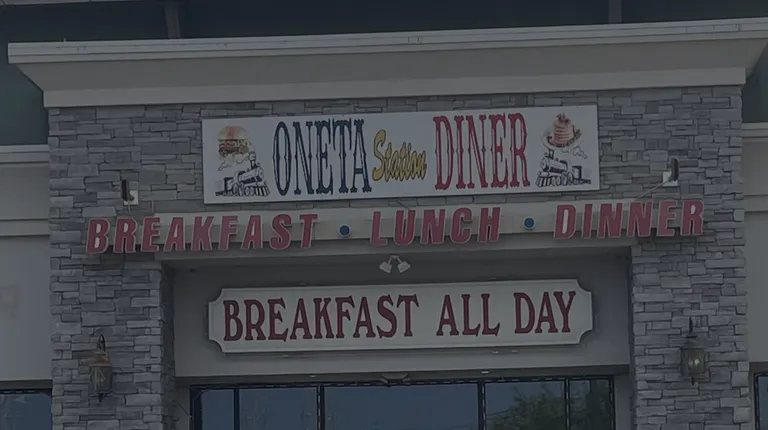 ONETA Station DINER
BREAKFAST • LUNCH • DINNER
BREAKFAST ALL DAY